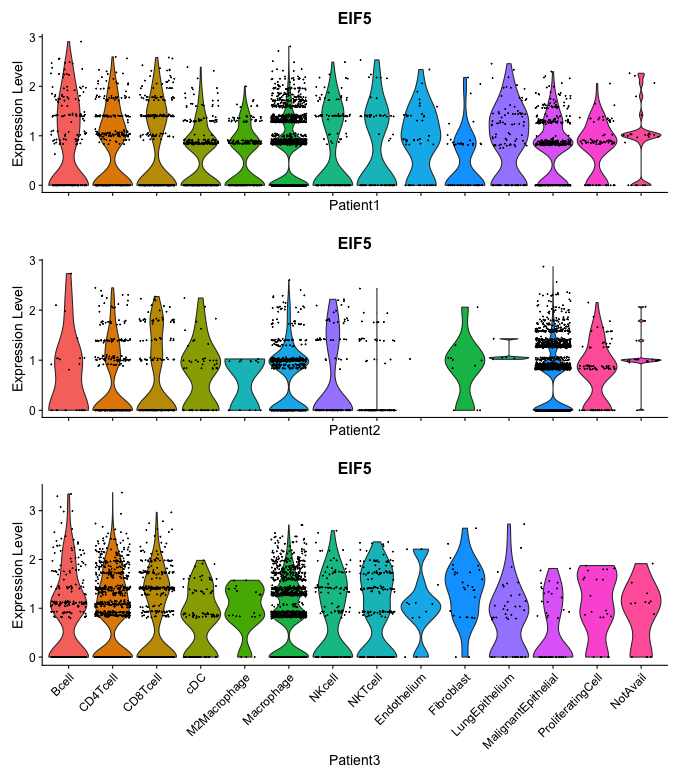 EIF5
Expression Level
3
2
1
0
Patient1
EIF5
Expression Level
3
2
1
0
Patient2
EIF5
Expression Level
3
2
1
0
Bcell
CD4Tcell
CD8Tcell
cDC
M2Macrophage
Macrophage
NKcell
NKTcell
Endothelium
Fibroblast
LungEpithelium
MalignantEpithelial
ProliferatingCell
NotAvail
Patient3